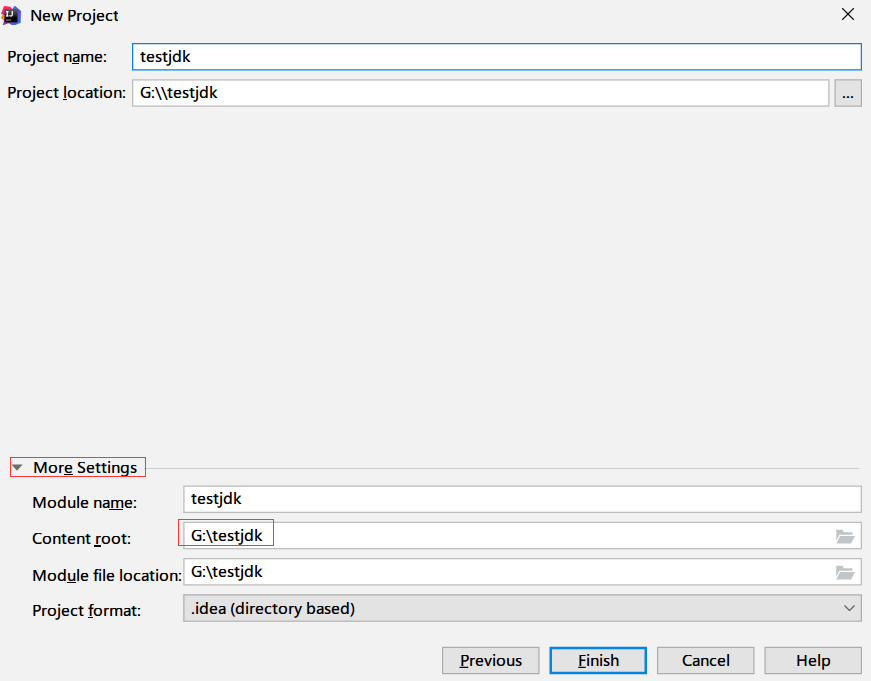 New Project
Project name: testjdk
Project location: G:\\testjdk ...
More Settings
Module name: testjdk
Content root: G:\testjdk
Module file location: G:\testjdk
Project format: .idea (directory based)
Previous Finish Cancel Help